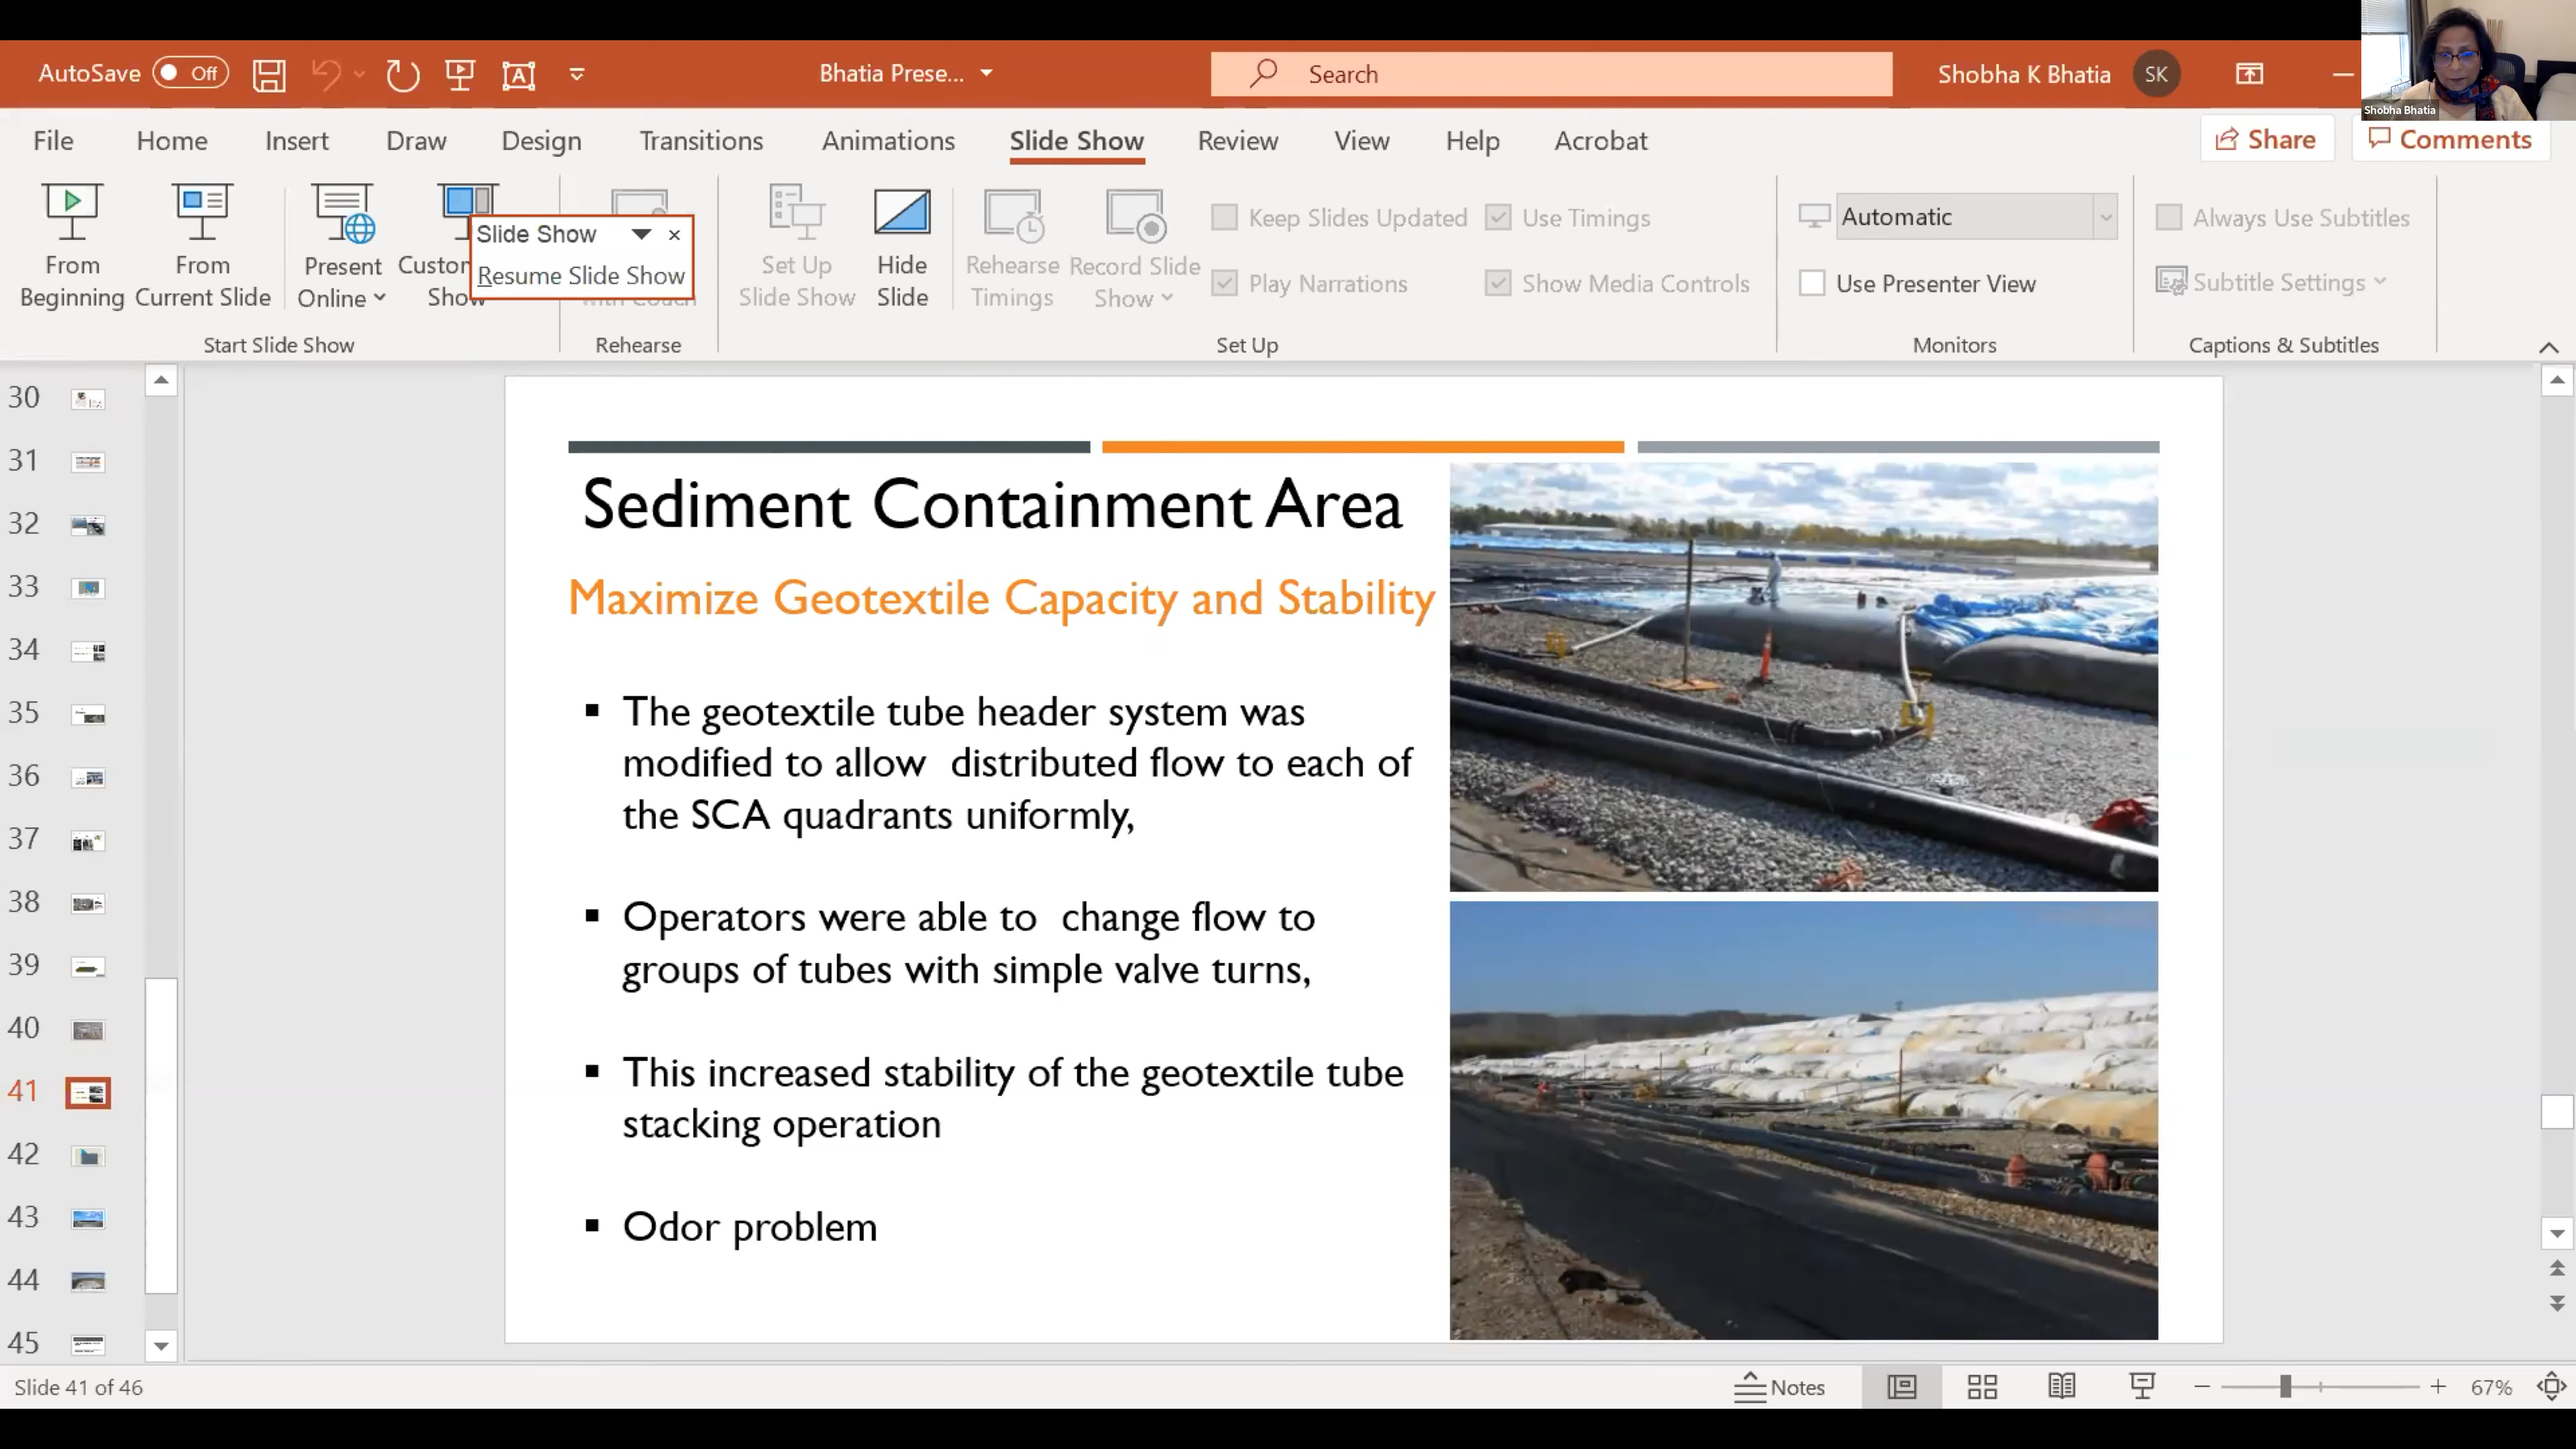 AutoSave
Off
Bhatia Prese...
Search
Shobha K Bhatia
SK
Shobha Bhatia
File
Home
Insert
Draw
Design
Transitions
Animations
Slide Show
Review
View
Help
Acrobat
Share
Comments
From
Beginning
From
Current Slide
Present
Online
Custom
Show
Slide Show
Resume Slide Show
with Coach
Set Up
Slide Show
Hide
Slide
Rehearse
Timings
Record Slide
Show
Keep Slides Updated
Play Narrations
Use Timings
Show Media Controls
Automatic
Use Presenter View
Always Use Subtitles
Subtitle Settings
Start Slide Show
Rehearse
Set Up
Monitors
Captions & Subtitles
30
31
32
33
34
35
36
37
38
39
40
41
42
43
44
45
Sediment Containment Area
Maximize Geotextile Capacity and Stability
▪ The geotextile tube header system was
modified to allow distributed flow to each of
the SCA quadrants uniformly,
▪ Operators were able to change flow to
groups of tubes with simple valve turns,
▪ This increased stability of the geotextile tube
stacking operation
▪ Odor problem
Slide 41 of 46
Notes
67%